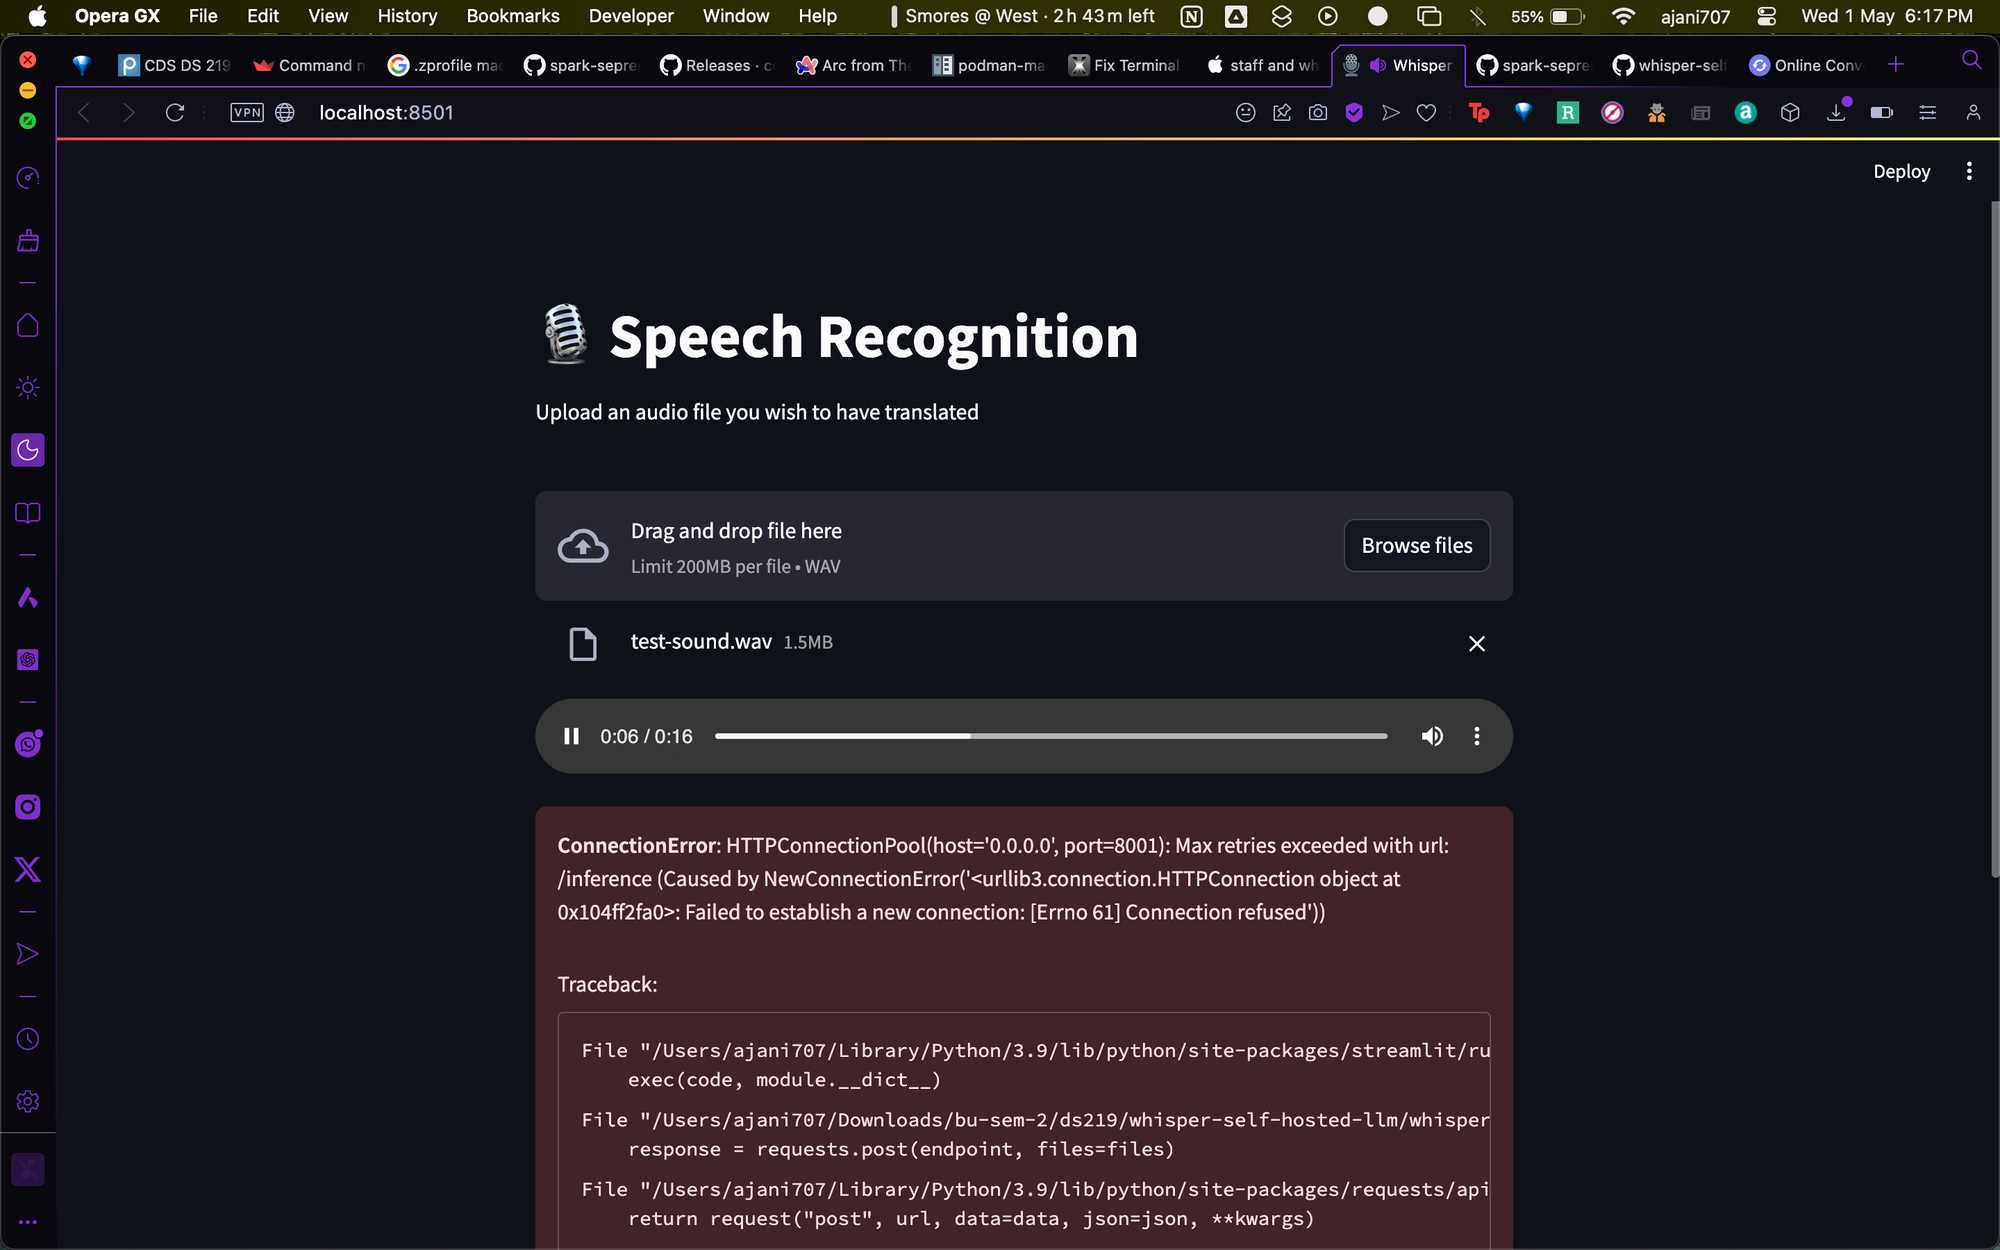 Opera GX File Edit View History Bookmarks Developer Window Help Smores @ West · 2 h 43 m left 55% ajani707 Wed 1 May 6:17 PM
CDS DS 219 Command n .zprofile mac spark-sepre Releases · c Arc from The podman-ma Fix Terminal staff and wh Whisper spark-sepre whisper-self Online Conv
VPN localhost:8501 Tp R a
Deploy
Speech Recognition
Upload an audio file you wish to have translated
Drag and drop file here
Limit 200MB per file • WAV
Browse files
test-sound.wav 1.5MB
0:06 / 0:16
ConnectionError: HTTPConnectionPool(host='0.0.0.0', port=8001): Max retries exceeded with url:
/inference (Caused by NewConnectionError('<urllib3.connection.HTTPConnection object at
0x104ff2fa0>: Failed to establish a new connection: [Errno 61] Connection refused'))
Traceback:
File "/Users/ajani707/Library/Python/3.9/lib/python/site-packages/streamlit/ru
exec(code, module.__dict__)
File "/Users/ajani707/Downloads/bu-sem-2/ds219/whisper-self-hosted-llm/whisper
response = requests.post(endpoint, files=files)
File "/Users/ajani707/Library/Python/3.9/lib/python/site-packages/requests/api
return request("post", url, data=data, json=json, **kwargs)